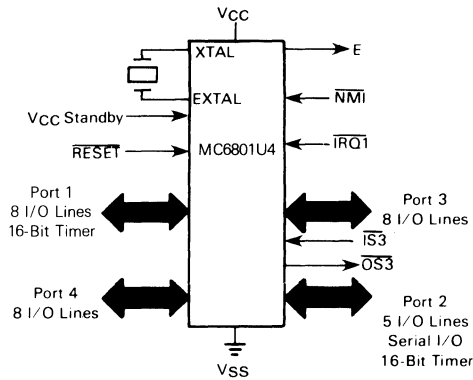 VCC
XTAL
E
EXTAL
NMI
VCC Standby
RESET
MC6801U4
IRQ1
Port 1
8 I/O Lines
16-Bit Timer
Port 3
8 I/O Lines
IS3
OS3
Port 4
8 I/O Lines
Port 2
5 I/O Lines
Serial I/O
16-Bit Timer
VSS